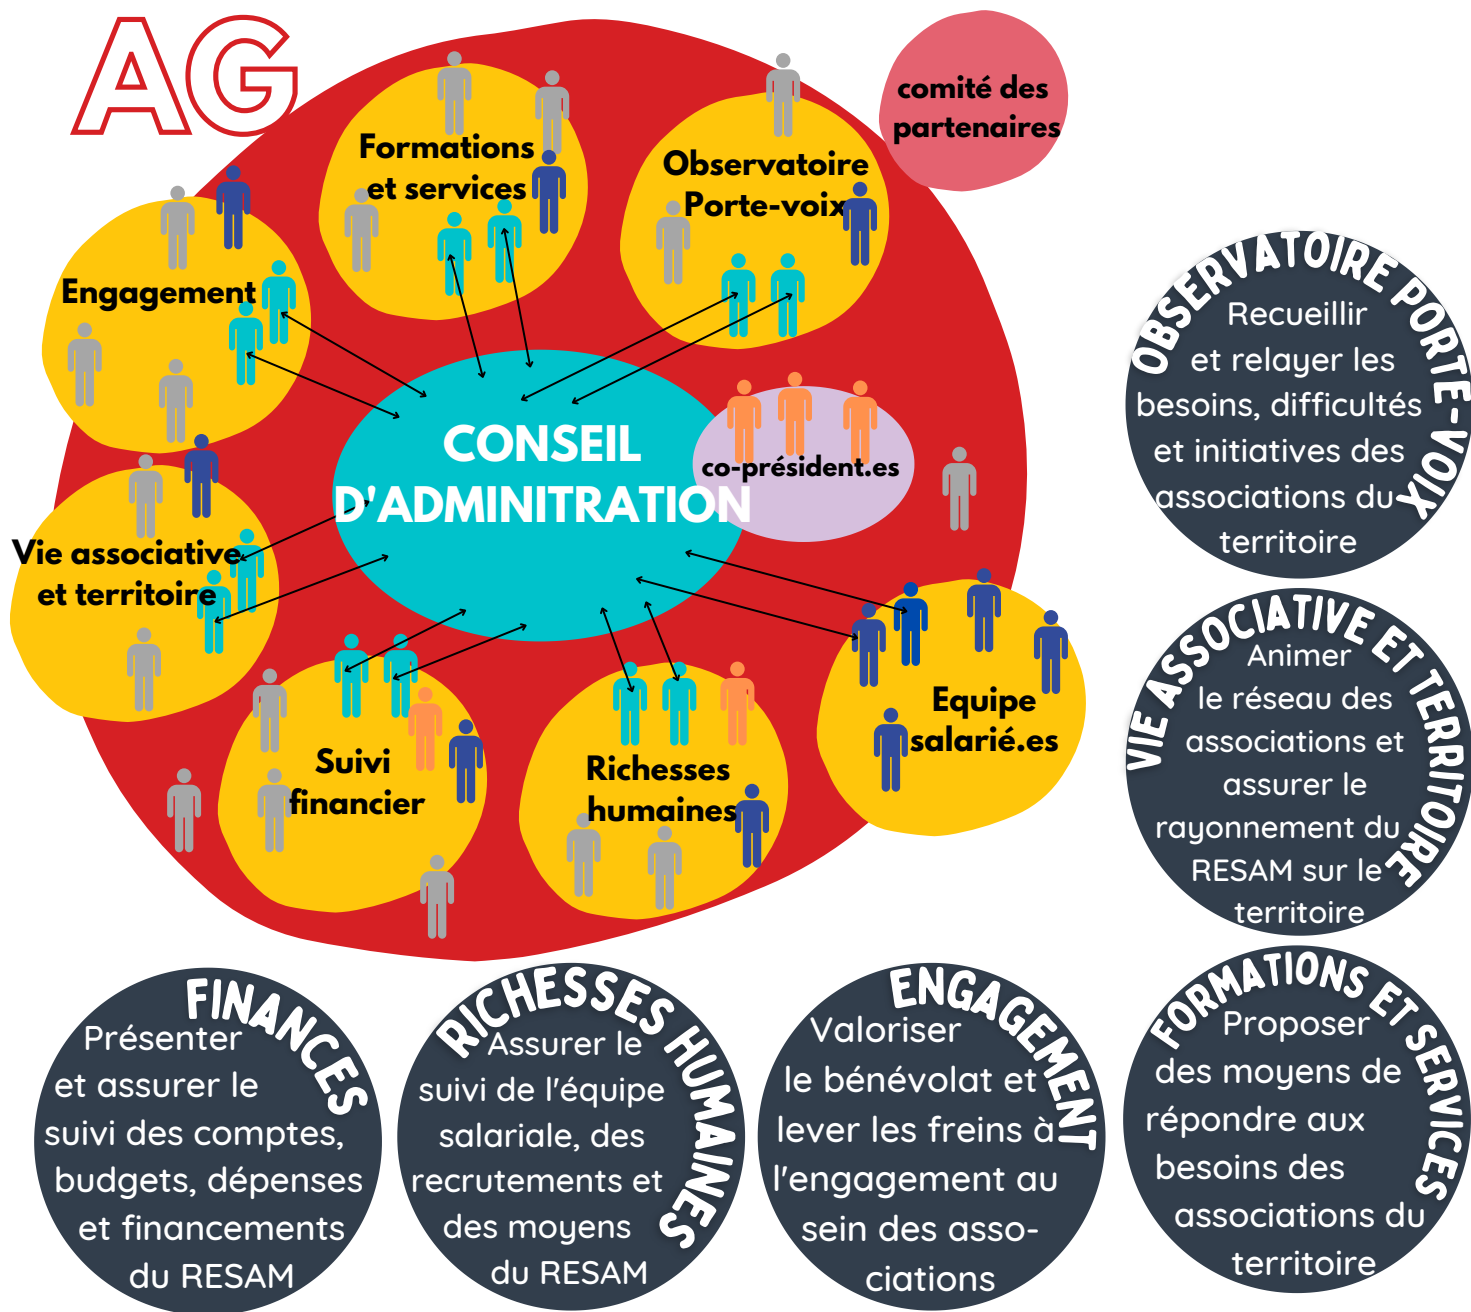 AG
comité des
partenaires
Formations
et services
Observatoire
Porte-voix
Engagement
CONSEIL
D'ADMINITRATION
co-président.es
Vie associative
et territoire
Equipe
salarié.es
Suivi
financier
Richesses
humaines
OBSERVATOIRE PORTE-VOIX
Recueillir
et relayer les
besoins, difficultés
et initiatives des
associations du
territoire
VIE ASSOCIATIVE ET TERRITOIRE
Animer
le réseau des
associations et
assurer le
rayonnement du
RESAM sur le
territoire
FINANCES
Présenter
et assurer le
suivi des comptes,
budgets, dépenses
et financements
du RESAM
RICHESSES HUMAINES
Assurer le
suivi de l'équipe
salariale, des
recrutements et
des moyens
du RESAM
ENGAGEMENT
Valoriser
le bénévolat et
lever les freins à
l'engagement au
sein des asso-
ciations
FORMATIONS ET SERVICES
Proposer
des moyens de
répondre aux
besoins des
associations du
territoire